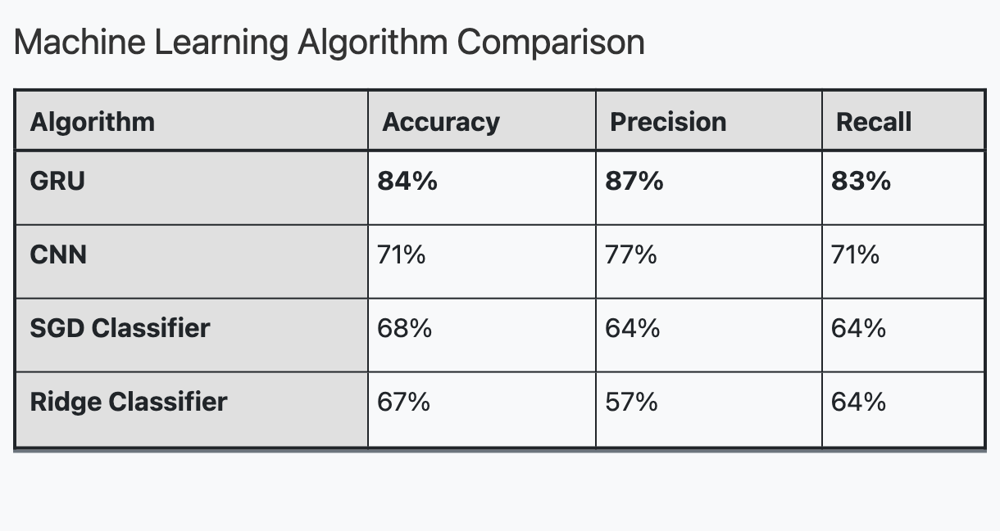 Machine Learning Algorithm Comparison
Algorithm Accuracy Precision Recall
GRU 84% 87% 83%
CNN 71% 77% 71%
SGD Classifier 68% 64% 64%
Ridge Classifier 67% 57% 64%